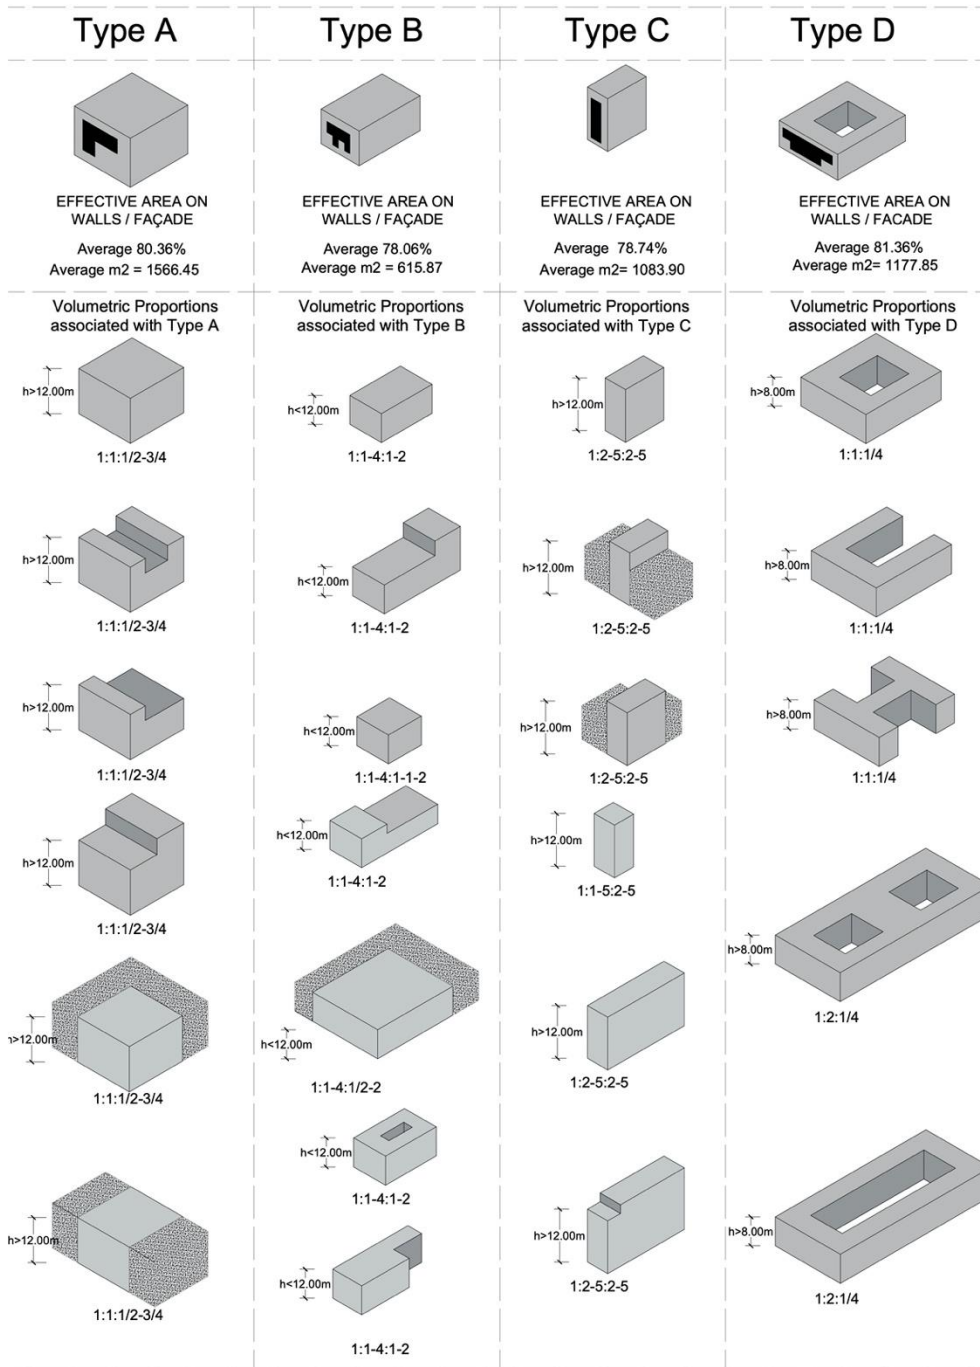 Type A
Type B
Type C
Type D
EFFECTIVE AREA ON
WALLS / FAÇADE
Average 80.36%
Average m2 = 1566.45
EFFECTIVE AREA ON
WALLS / FAÇADE
Average 78.06%
Average m2 = 615.87
EFFECTIVE AREA ON
WALLS / FAÇADE
Average 78.74%
Average m2= 1083.90
EFFECTIVE AREA ON
WALLS / FACADE
Average 81.36%
Average m2= 1177.85
Volumetric Proportions
associated with Type A
h>12.00m
1:1:1/2-3/4
h>12.00m
1:1:1/2-3/4
h>12.00m
1:1:1/2-3/4
h>12.00m
1:1:1/2-3/4
h>12.00m
1:1:1/2-3/4
h>12.00m
1:1:1/2-3/4
Volumetric Proportions
associated with Type B
h<12.00m
1:1-4:1-2
h<12.00m
1:1-4:1-2
h<12.00m
1:1-4:1-1-2
h<12.00m
1:1-4:1-2
h<12.00m
1:1-4:1/2-2
h<12.00m
1:1-4:1-2
h<12.00m
1:1-4:1-2
Volumetric Proportions
associated with Type C
h>12.00m
1:2-5:2-5
h>12.00m
1:2-5:2-5
h>12.00m
1:2-5:2-5
h>12.00m
1:1-5:2-5
h>12.00m
1:2-5:2-5
h>12.00m
1:2-5:2-5
Volumetric Proportions
associated with Type D
h>8.00m
1:1:1/4
h>8.00m
1:1:1/4
h>8.00m
1:1:1/4
h>8.00m
1:2:1/4
h>8.00m
1:2:1/4